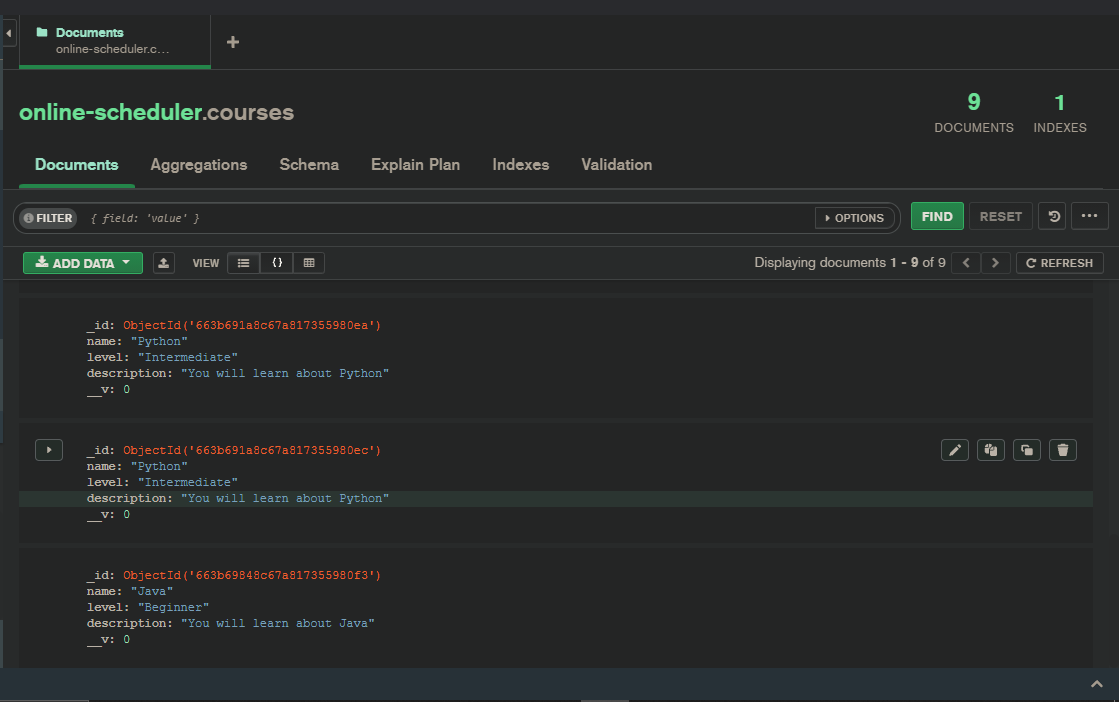 Documents
online-scheduler.c...
online-scheduler.courses
9
DOCUMENTS
1
INDEXES
Documents
Aggregations
Schema
Explain Plan
Indexes
Validation
FILTER
{ field: 'value' }
OPTIONS
FIND
RESET
ADD DATA
VIEW
{}
Displaying documents 1 - 9 of 9
REFRESH
_id: ObjectId('663b691a8c67a817355980ea')
name: "Python"
level: "Intermediate"
description: "You will learn about Python"
__v: 0
_id: ObjectId('663b691a8c67a817355980ec')
name: "Python"
level: "Intermediate"
description: "You will learn about Python"
__v: 0
_id: ObjectId('663b69848c67a817355980f3')
name: "Java"
level: "Beginner"
description: "You will learn about Java"
__v: 0